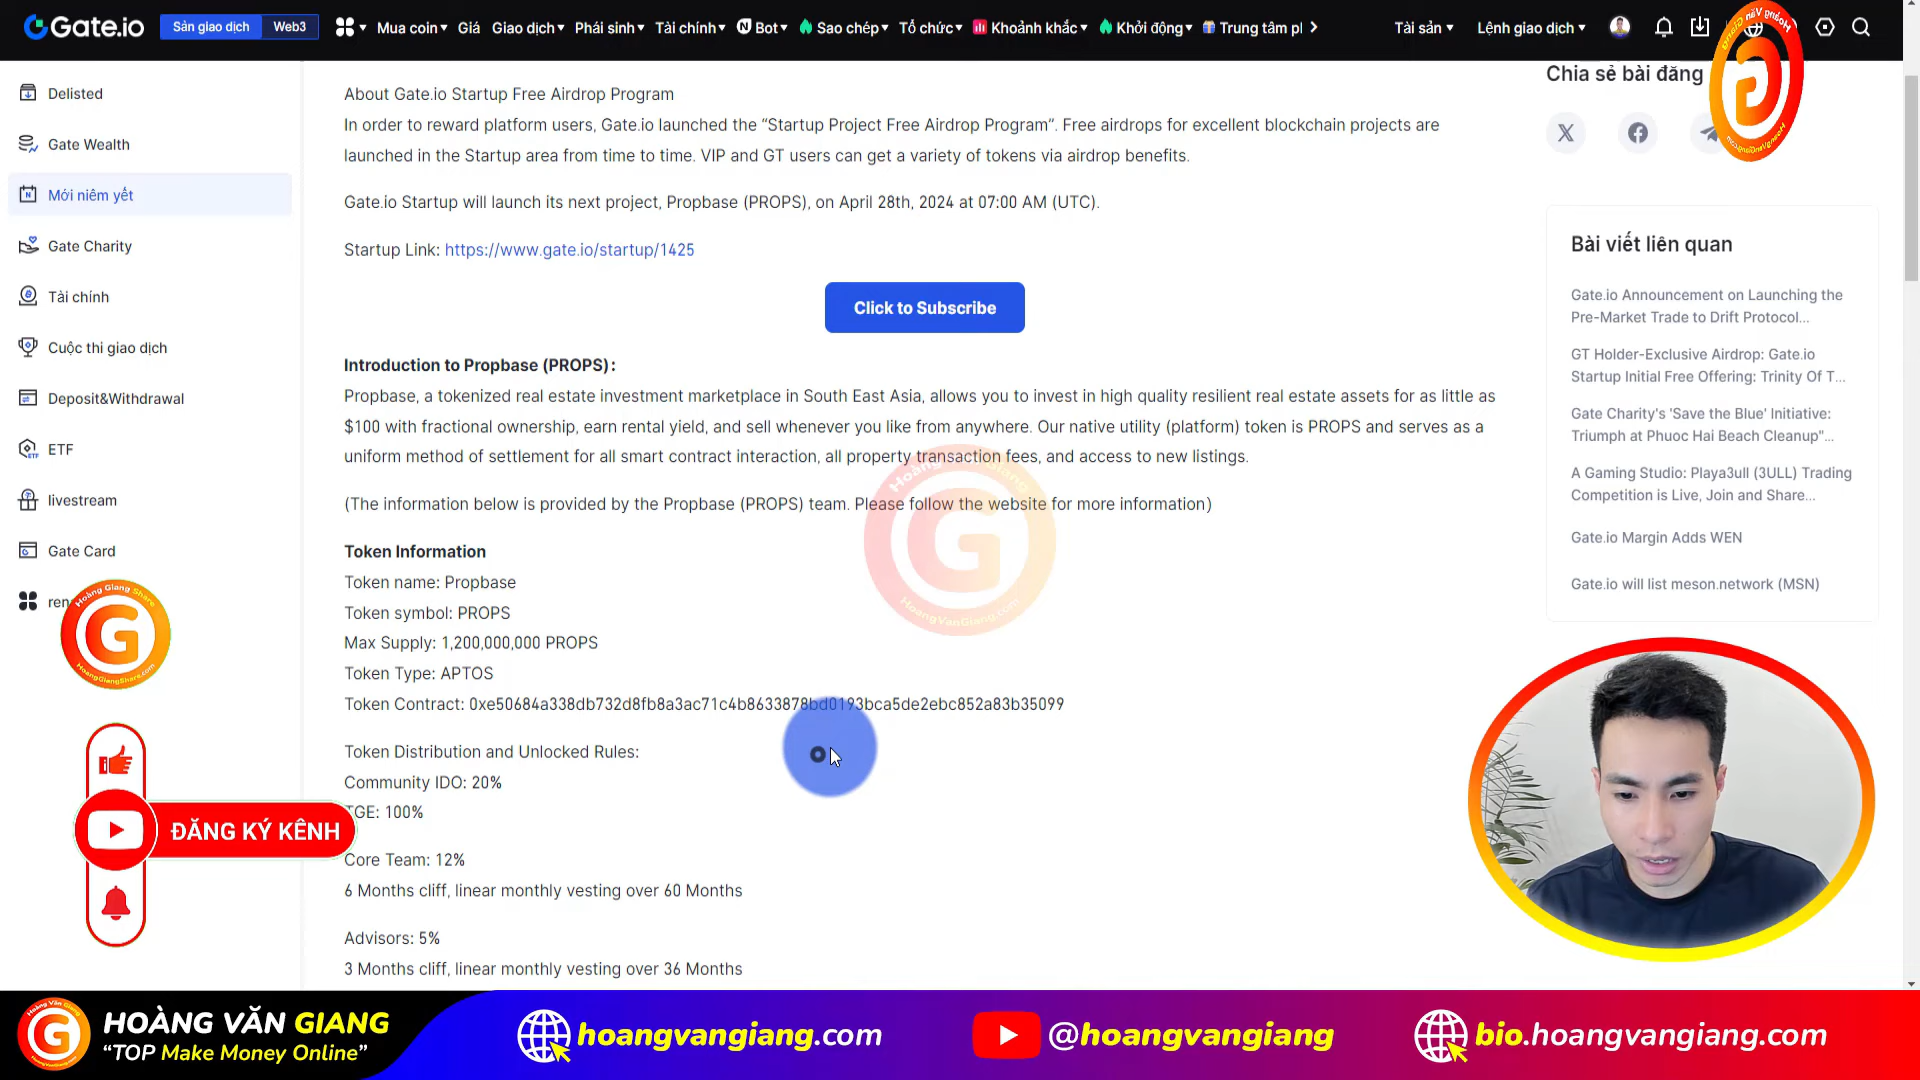 Gate.io
Sàn giao dịch
Web3
Mua coin
Giá
Giao dịch
Phái sinh
Tài chính
Bot
Sao chép
Tổ chức
Khoảnh khắc
Khởi động
Trung tâm pl
Tài sản
Lệnh giao dịch
Delisted
Gate Wealth
Mới niêm yết
Gate Charity
Tài chính
Cuộc thi giao dịch
Deposit&Withdrawal
ETF
livestream
Gate Card
About Gate.io Startup Free Airdrop Program
In order to reward platform users, Gate.io launched the “Startup Project Free Airdrop Program”. Free airdrops for excellent blockchain projects are
launched in the Startup area from time to time. VIP and GT users can get a variety of tokens via airdrop benefits.
Gate.io Startup will launch its next project, Propbase (PROPS), on April 28th, 2024 at 07:00 AM (UTC).
Startup Link: https://www.gate.io/startup/1425
Click to Subscribe
Introduction to Propbase (PROPS):
Propbase, a tokenized real estate investment marketplace in South East Asia, allows you to invest in high quality resilient real estate assets for as little as
$100 with fractional ownership, earn rental yield, and sell whenever you like from anywhere. Our native utility (platform) token is PROPS and serves as a
uniform method of settlement for all smart contract interaction, all property transaction fees, and access to new listings.
(The information below is provided by the Propbase (PROPS) team. Please follow the website for more information)
Token Information
Token name: Propbase
Token symbol: PROPS
Max Supply: 1,200,000,000 PROPS
Token Type: APTOS
Token Contract: 0xe50684a338db732d8fb8a3ac71c4b8633878bd0193bca5de2ebc852a83b35099
Token Distribution and Unlocked Rules:
Community IDO: 20%
TGE: 100%
Core Team: 12%
6 Months cliff, linear monthly vesting over 60 Months
Advisors: 5%
3 Months cliff, linear monthly vesting over 36 Months
Chia sẻ bài đăng
Bài viết liên quan
Gate.io Announcement on Launching the
Pre-Market Trade to Drift Protocol...
GT Holder-Exclusive Airdrop: Gate.io
Startup Initial Free Offering: Trinity Of T...
Gate Charity's 'Save the Blue' Initiative:
Triumph at Phuoc Hai Beach Cleanup"...
A Gaming Studio: Playa3ull (3ULL) Trading
Competition is Live, Join and Share...
Gate.io Margin Adds WEN
Gate.io will list meson.network (MSN)
Hoàng Văn Giang
G
HoangVanGiang.com
Hoàng Giang Share
G
HoangGiangShare.com
ĐĂNG KÝ KÊNH
HOÀNG VĂN GIANG
“TOP Make Money Online”
hoangvangiang.com
@hoangvangiang
bio.hoangvangiang.com